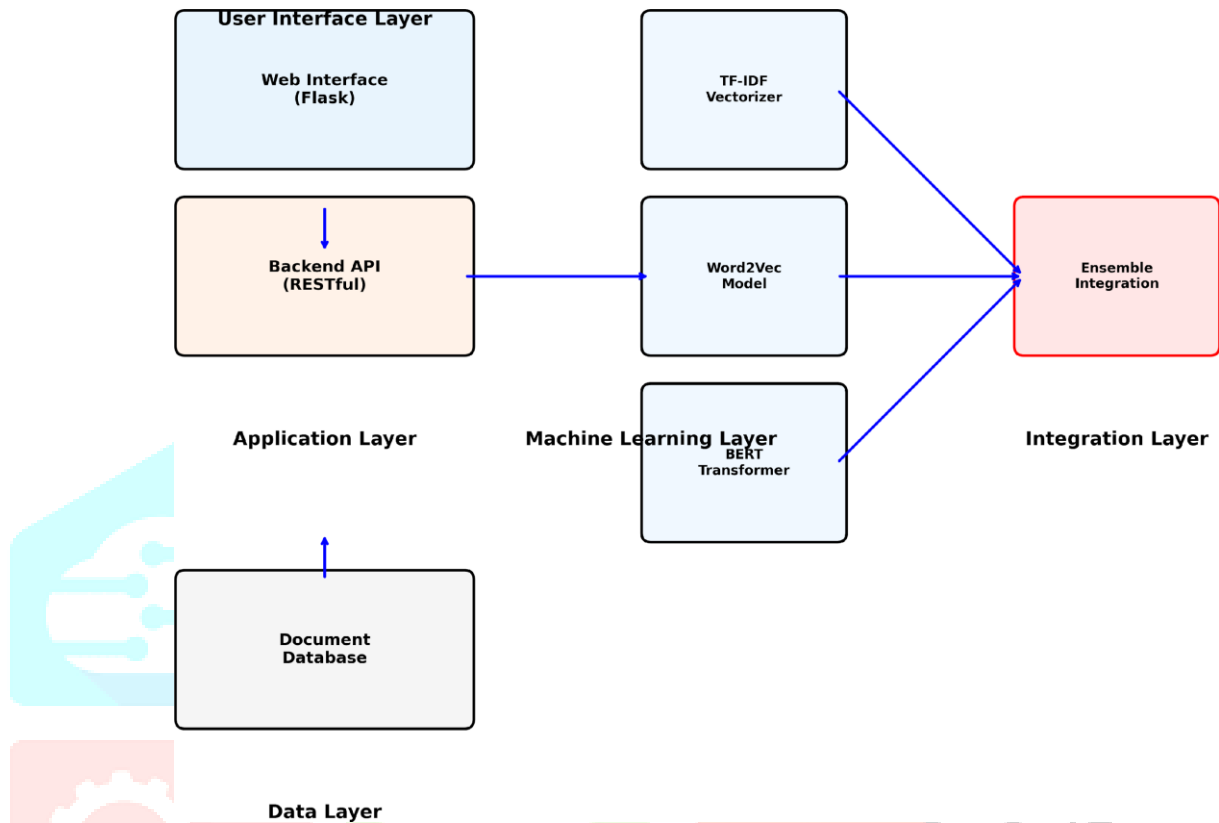 User Interface Layer
Web Interface
(Flask)
TF-IDF
Vectorizer
Backend API
(RESTful)
Word2Vec
Model
Ensemble
Integration
Application Layer
Machine Learning Layer
Integration Layer
BERT
Transformer
Document
Database
Data Layer